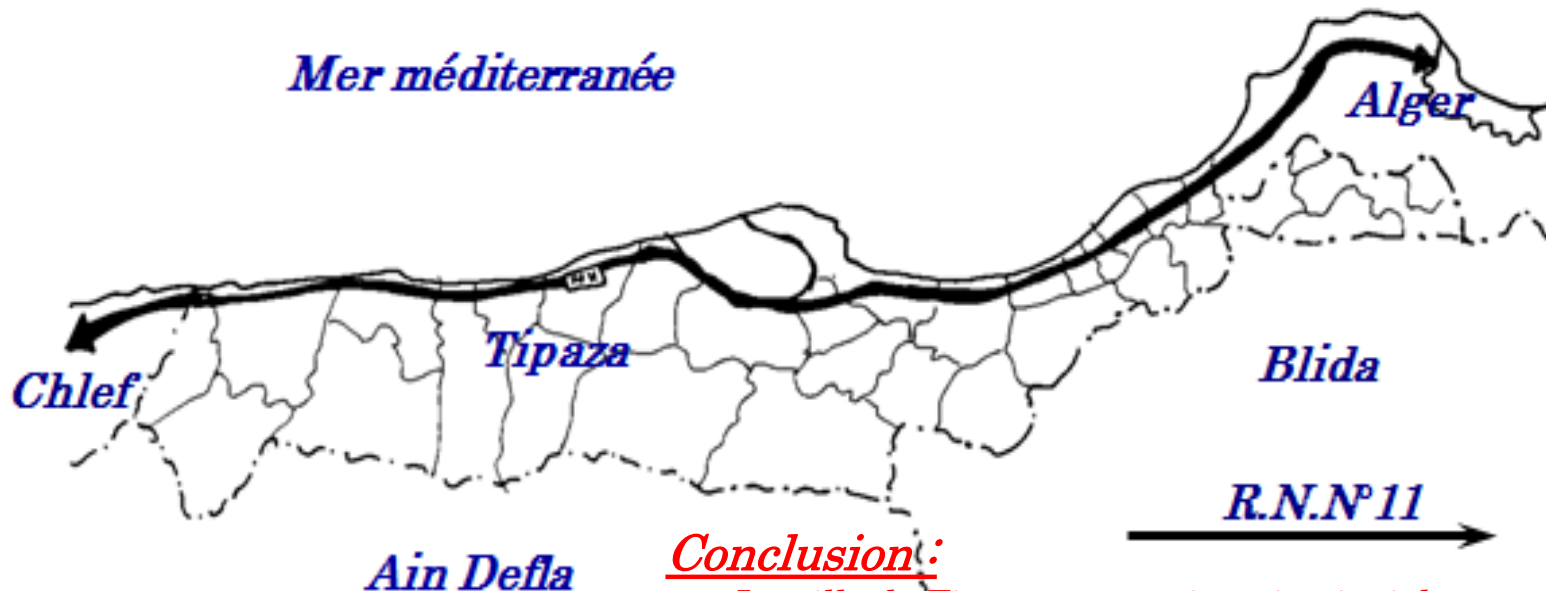 Mer méditerranée
Alger
Tipaza
Blida
Chlef
R.N.N°11
Ain Defla
Conclusion :